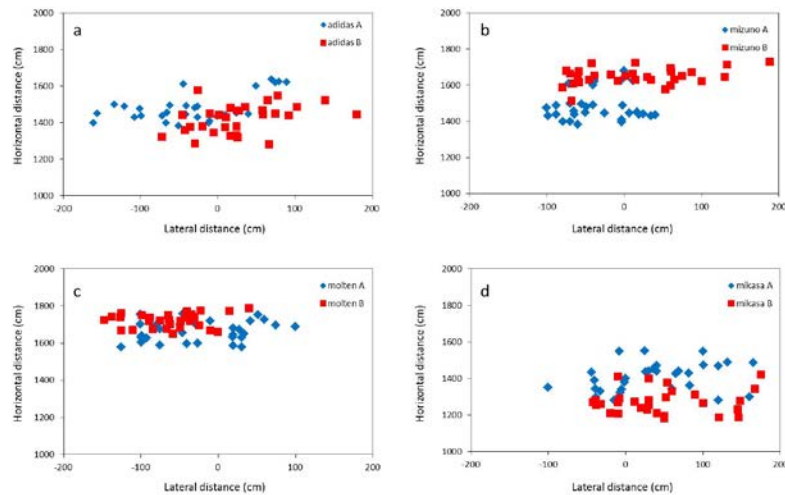 a
adidas A
adidas B
Horizontal distance (cm)
2000
1800
1600
1400
1200
1000
-200 -100 0 100 200
Lateral distance (cm)
b
mizuno A
mizuno B
Horizontal distance (cm)
2000
1800
1600
1400
1200
1000
-200 -100 0 100 200
Lateral distance (cm)
c
molten A
molten B
Horizontal distance (cm)
2000
1800
1600
1400
1200
1000
-200 -100 0 100 200
Lateral distance (cm)
d
mikasa A
mikasa B
Horizontal distance (cm)
2000
1800
1600
1400
1200
1000
-200 -100 0 100 200
Lateral distance (cm)